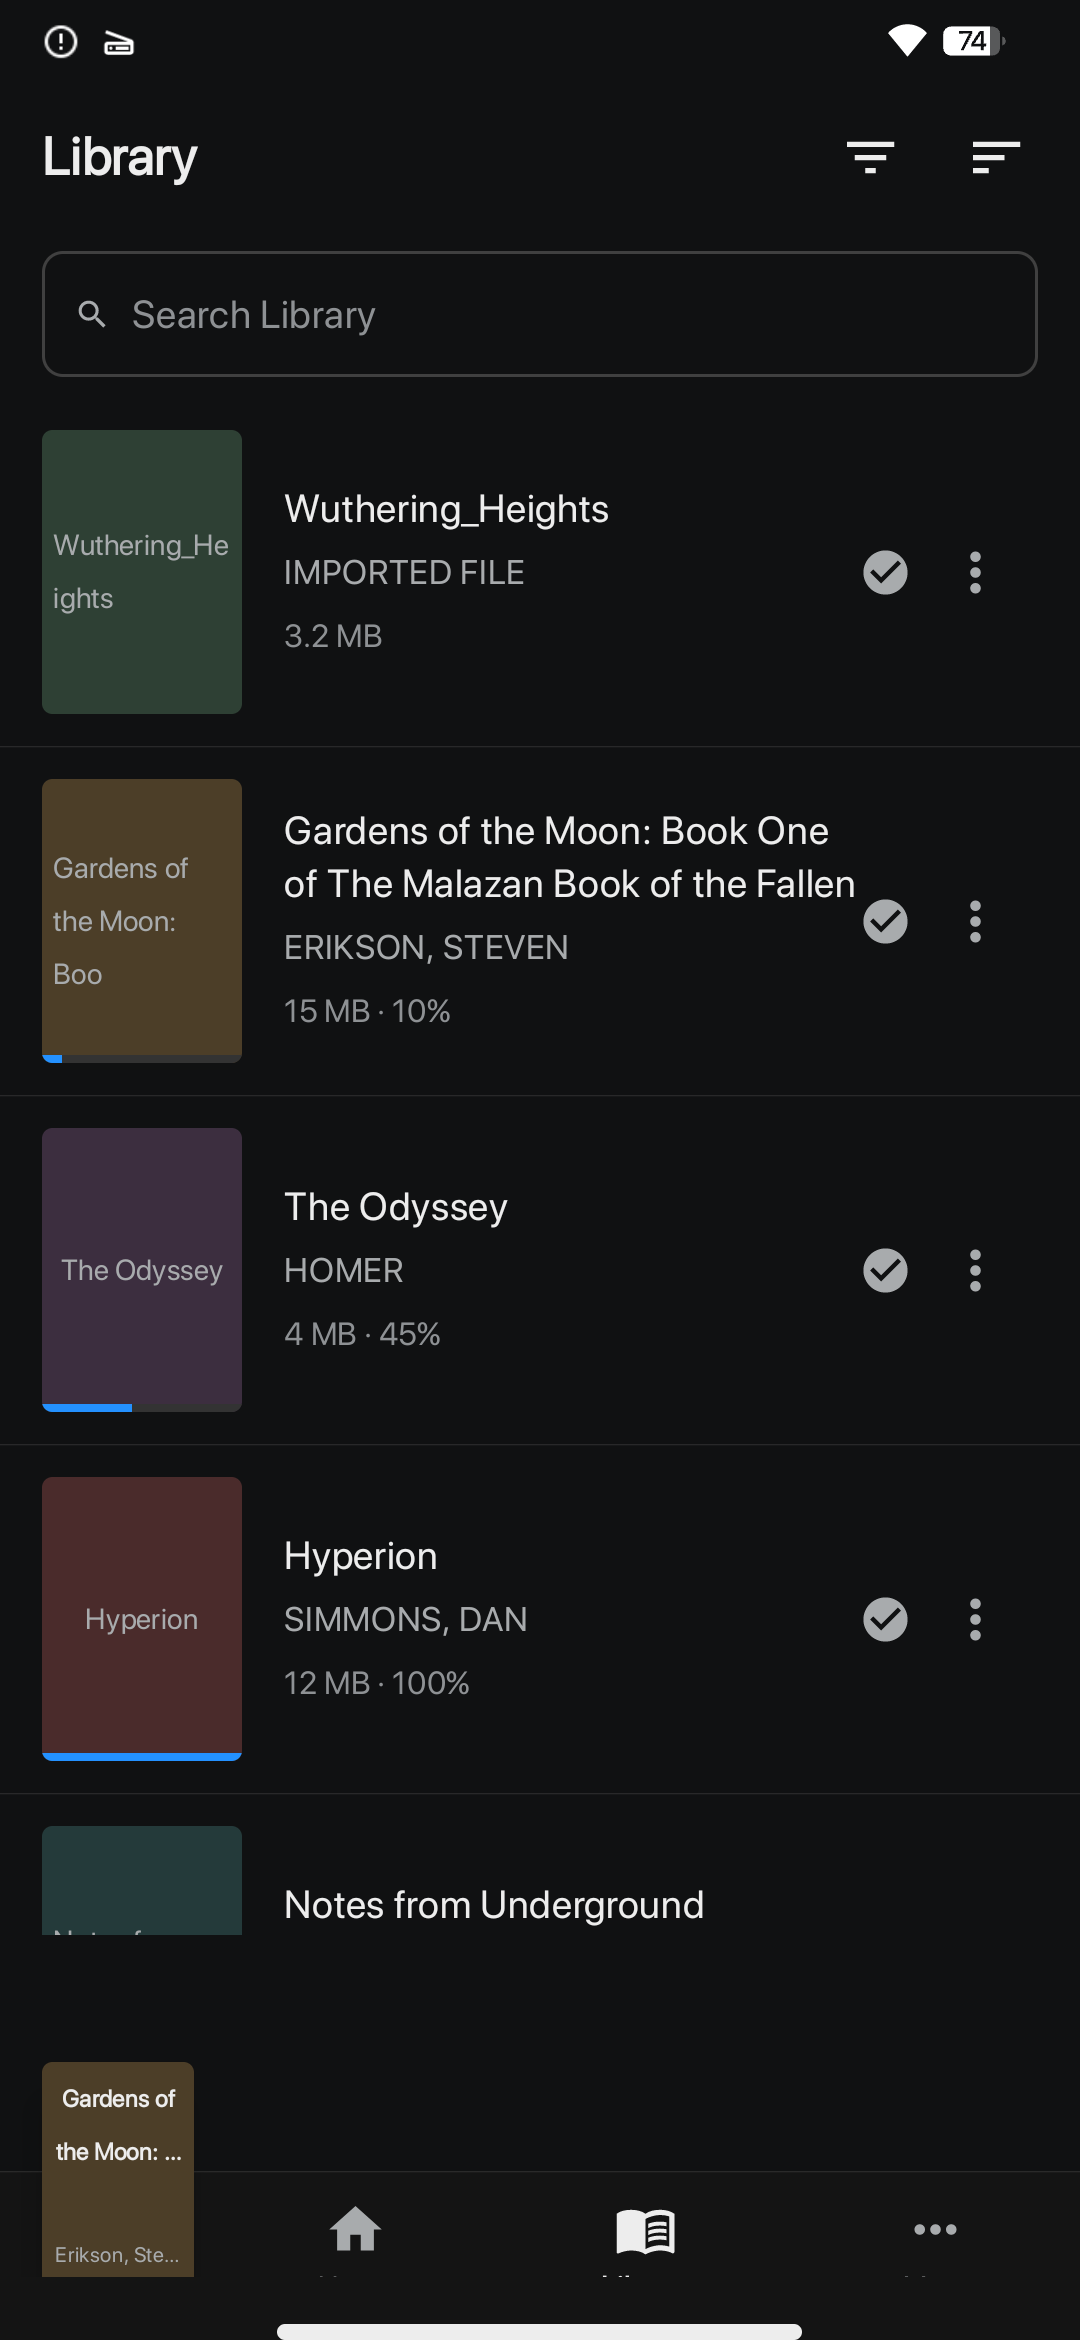 74
Library
Search Library
Wuthering_He
ights
Wuthering_Heights
IMPORTED FILE
3.2 MB
Gardens of
the Moon:
Boo
Gardens of the Moon: Book One
of The Malazan Book of the Fallen
ERIKSON, STEVEN
15 MB · 10%
The Odyssey
The Odyssey
HOMER
4 MB · 45%
Hyperion
Hyperion
SIMMONS, DAN
12 MB · 100%
Notes from Underground
Gardens of
the Moon: ...
Erikson, Ste...